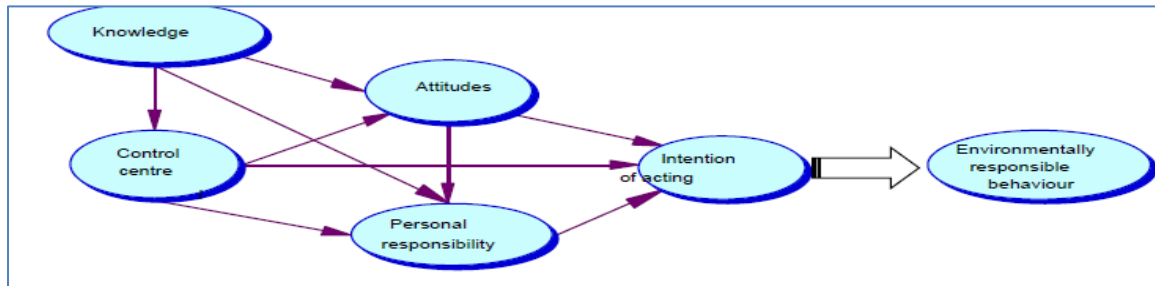 Knowledge
Attitudes
Control
centre
Intention
of acting
Environmentally
responsible
behaviour
Personal
responsibility